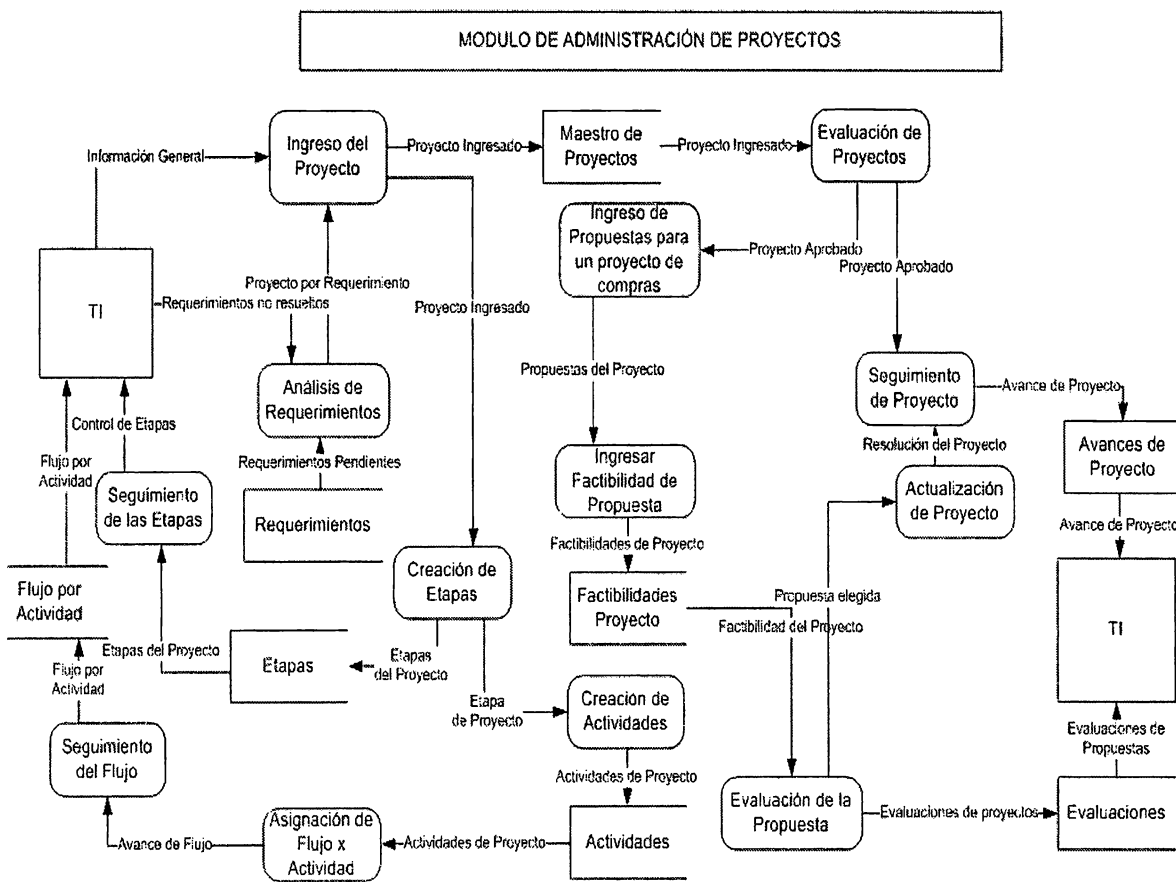 MODULO DE ADMINISTRACIÓN DE PROYECTOS
Información General
Ingreso del
Proyecto
Proyecto Ingresado
Maestro de
Proyectos
Proyecto Ingresado
Evaluación de
Proyectos
Ingreso de
Propuestas para
un proyecto de
compras
Proyecto Aprobado
Proyecto Aprobado
TI
Proyecto por Requerimiento
Requerimientos no resueltos
Proyecto Ingresado
Propuestas del Proyecto
Análisis de
Requerimientos
Seguimiento
de Proyecto
Avance de Proyecto
Control de Etapas
Flujo por
Actividad
Requerimientos Pendientes
Resolución del Proyecto
Avances de
Proyecto
Seguimiento
de las Etapas
Requerimientos
Ingresar
Factibilidad de
Propuesta
Actualización
de Proyecto
Avance de Proyecto
Factibilidades de Proyecto
Flujo por
Actividad
Creación de
Etapas
Factibilidades
Proyecto
Propuesta elegida
Factibilidad del Proyecto
TI
Etapas del Proyecto
Etapas
Etapas
del Proyecto
Flujo por
Actividad
Etapa
de Proyecto
Creación de
Actividades
Evaluaciones de
Propuestas
Seguimiento
del Flujo
Actividades de Proyecto
Evaluación de la
Propuesta
Evaluaciones de proyectos
Evaluaciones
Avance de Flujo
Asignación de
Flujo x
Actividad
Actividades de Proyecto
Actividades